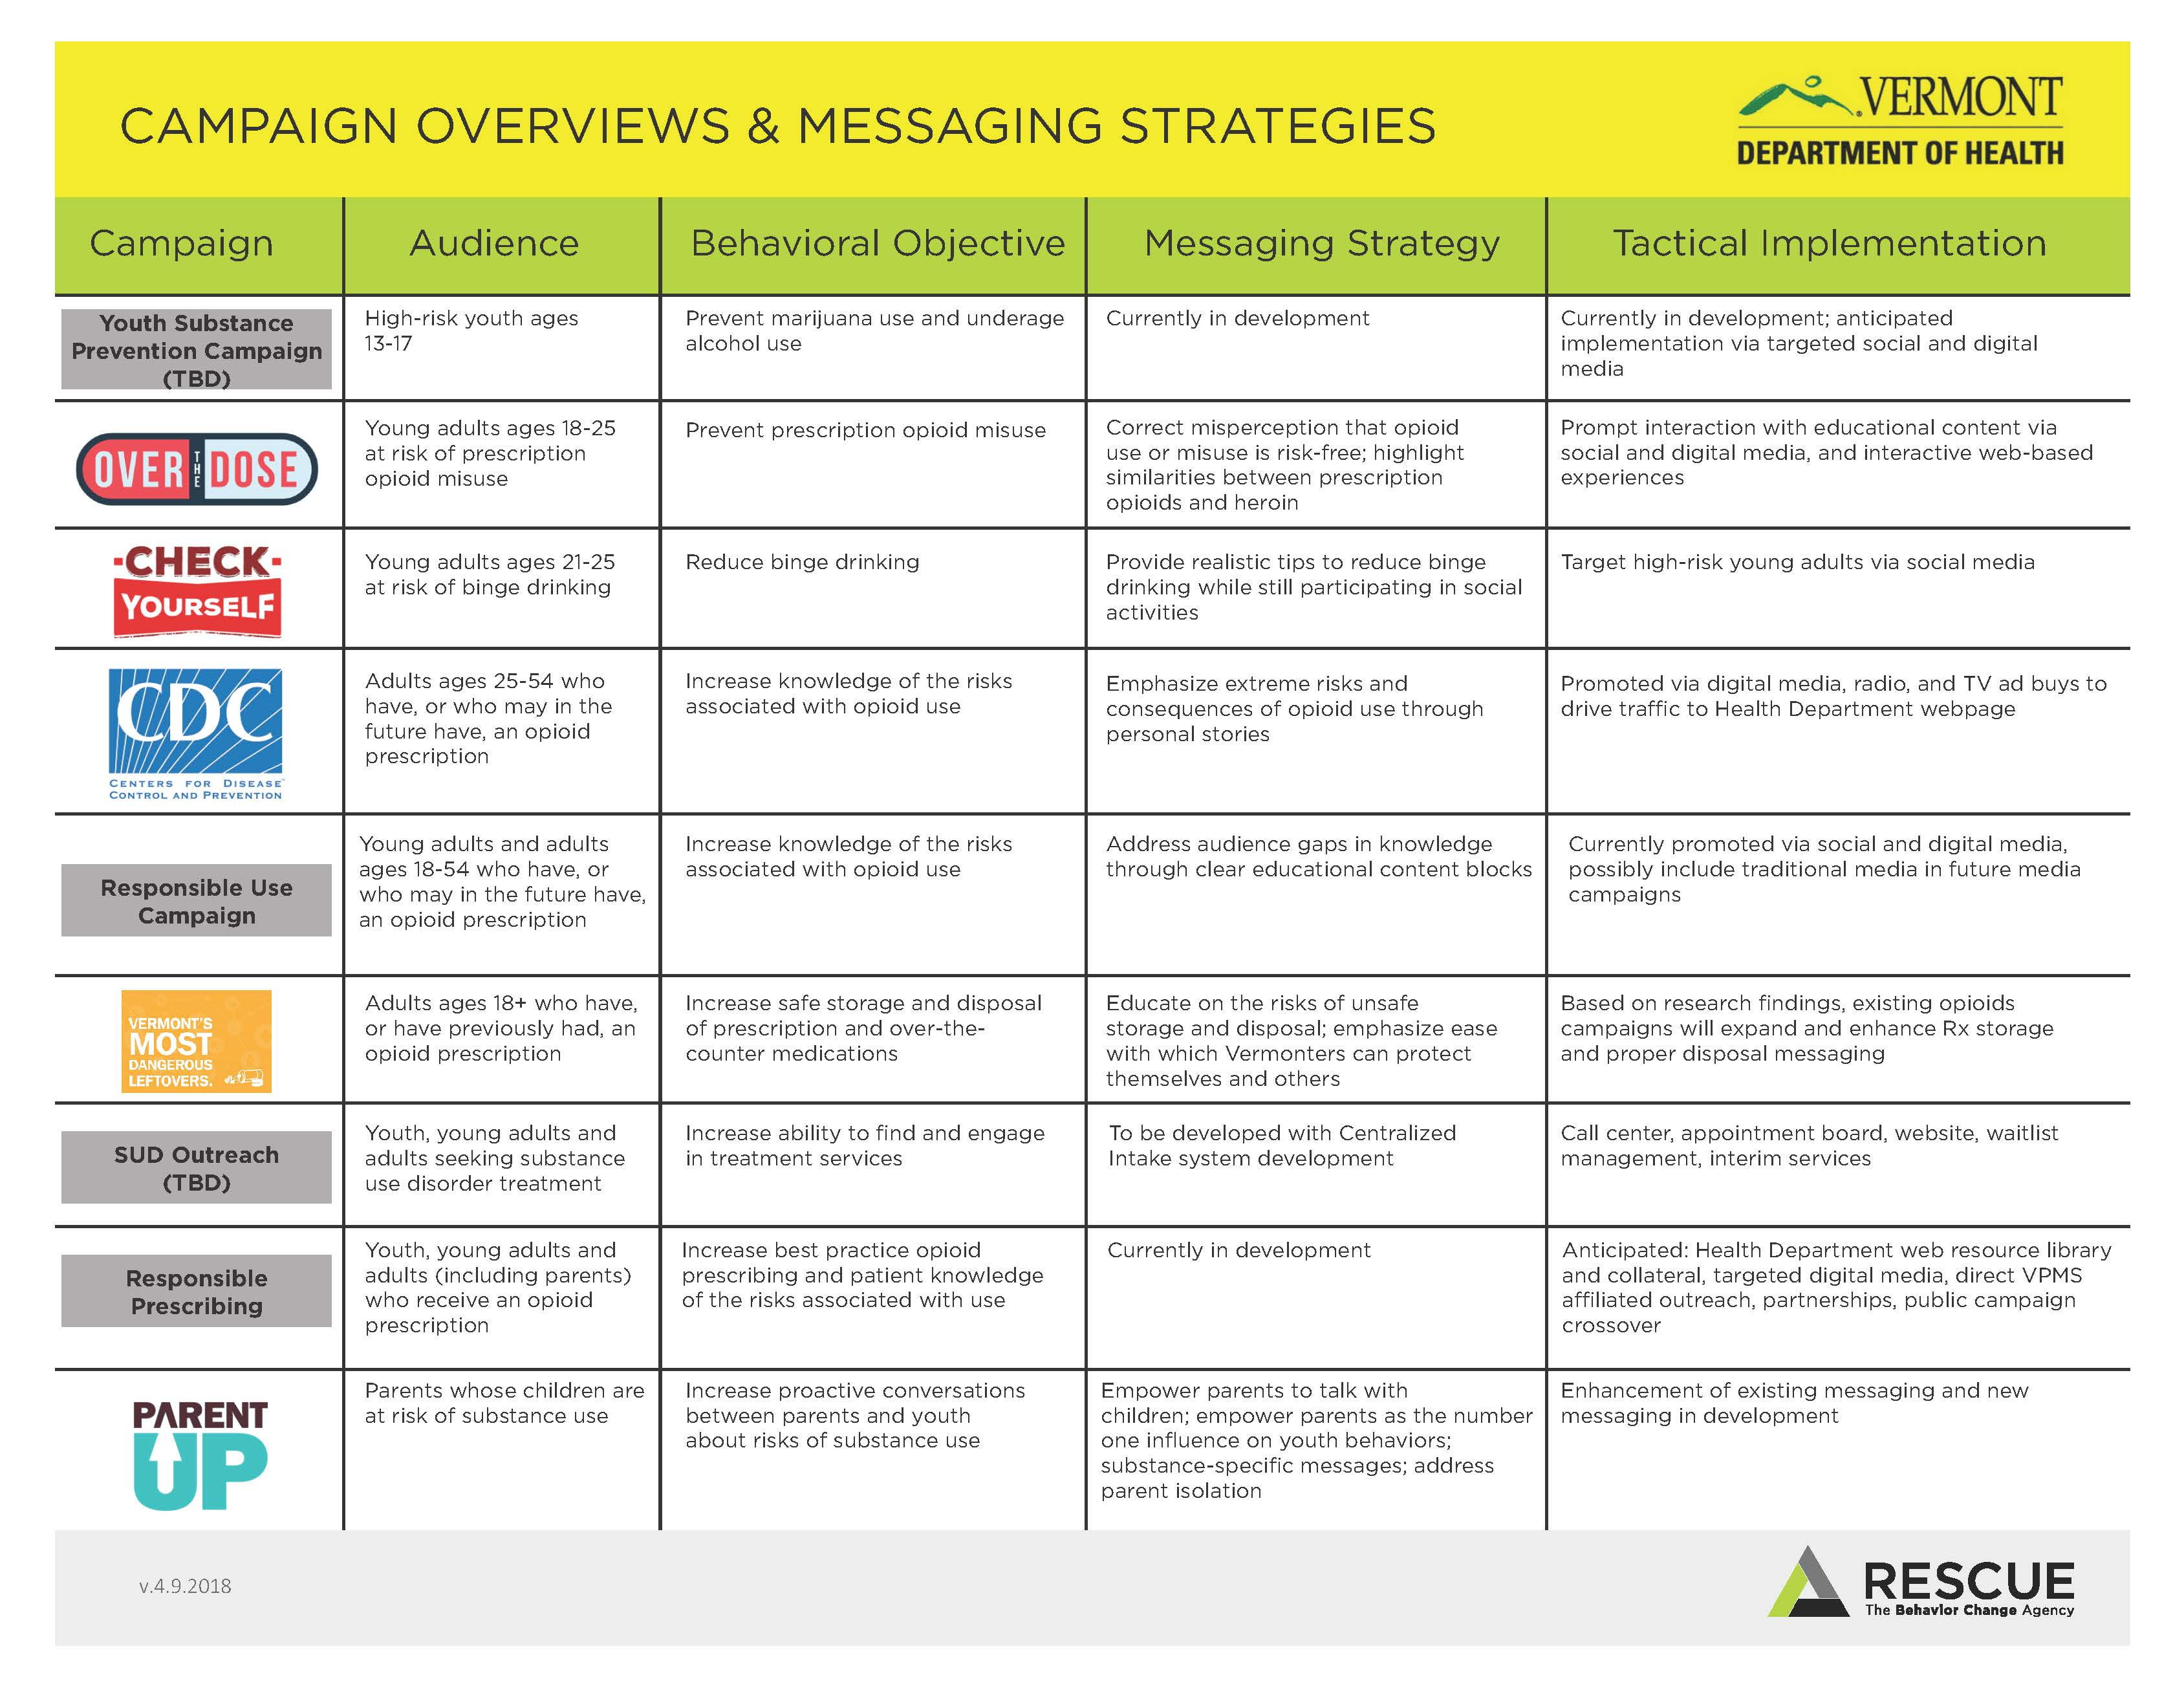 CAMPAIGN OVERVIEWS & MESSAGING STRATEGIES
VERMONT
DEPARTMENT OF HEALTH
Campaign
Audience
Behavioral Objective
Messaging Strategy
Tactical Implementation
Youth Substance
Prevention Campaign
(TBD)
High-risk youth ages
13-17
Prevent marijuana use and underage
alcohol use
Currently in development
Currently in development; anticipated
implementation via targeted social and digital
media
OVER THE DOSE
Young adults ages 18-25
at risk of prescription
opioid misuse
Prevent prescription opioid misuse
Correct misperception that opioid
use or misuse is risk-free; highlight
similarities between prescription
opioids and heroin
Prompt interaction with educational content via
social and digital media, and interactive web-based
experiences
-CHECK-
YOURSELF
Young adults ages 21-25
at risk of binge drinking
Reduce binge drinking
Provide realistic tips to reduce binge
drinking while still participating in social
activities
Target high-risk young adults via social media
CDC
CENTERS FOR DISEASE™
CONTROL AND PREVENTION
Adults ages 25-54 who
have, or who may in the
future have, an opioid
prescription
Increase knowledge of the risks
associated with opioid use
Emphasize extreme risks and
consequences of opioid use through
personal stories
Promoted via digital media, radio, and TV ad buys to
drive traffic to Health Department webpage
Responsible Use
Campaign
Young adults and adults
ages 18-54 who have, or
who may in the future have,
an opioid prescription
Increase knowledge of the risks
associated with opioid use
Address audience gaps in knowledge
through clear educational content blocks
Currently promoted via social and digital media,
possibly include traditional media in future media
campaigns
VERMONT'S
MOST
DANGEROUS
LEFTOVERS.
Adults ages 18+ who have,
or have previously had, an
opioid prescription
Increase safe storage and disposal
of prescription and over-the-
counter medications
Educate on the risks of unsafe
storage and disposal; emphasize ease
with which Vermonters can protect
themselves and others
Based on research findings, existing opioids
campaigns will expand and enhance Rx storage
and proper disposal messaging
SUD Outreach
(TBD)
Youth, young adults and
adults seeking substance
use disorder treatment
Increase ability to find and engage
in treatment services
To be developed with Centralized
Intake system development
Call center, appointment board, website, waitlist
management, interim services
Responsible
Prescribing
Youth, young adults and
adults (including parents)
who receive an opioid
prescription
Increase best practice opioid
prescribing and patient knowledge
of the risks associated with use
Currently in development
Anticipated: Health Department web resource library
and collateral, targeted digital media, direct VPMS
affiliated outreach, partnerships, public campaign
crossover
PARENT
UP
Parents whose children are
at risk of substance use
Increase proactive conversations
between parents and youth
about risks of substance use
Empower parents to talk with
children; empower parents as the number
one influence on youth behaviors;
substance-specific messages; address
parent isolation
Enhancement of existing messaging and new
messaging in development
v.4.9.2018
RESCUE
The Behavior Change Agency